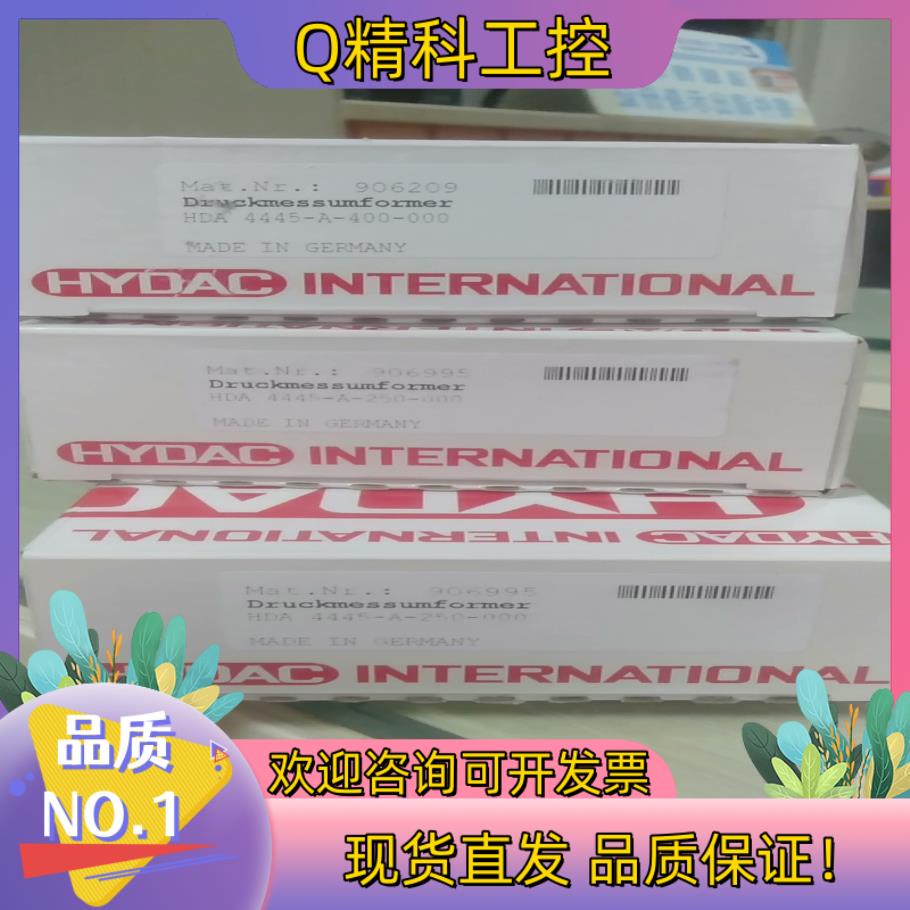 Q精科工控
Mat.Nr.: 906209
Druckmessumformer
HDA 4445-A-400-000
MADE IN GERMANY
HYDAC INTERNATIONAL
Mat.Nr.: 906995
Druckmessumformer
HDA 4445-A-250-000
MADE IN GERMANY
HYDAC INTERNATIONAL
HYDAC
HYDAC INTERNATIONAL
Mat.Nr.: 906995
Druckmessumformer
HDA 4445-A-250-000
MADE IN GERMANY
HYDAC INTERNATIONAL
品质
NO.1
欢迎咨询可开发票
现货直发 品质保证！